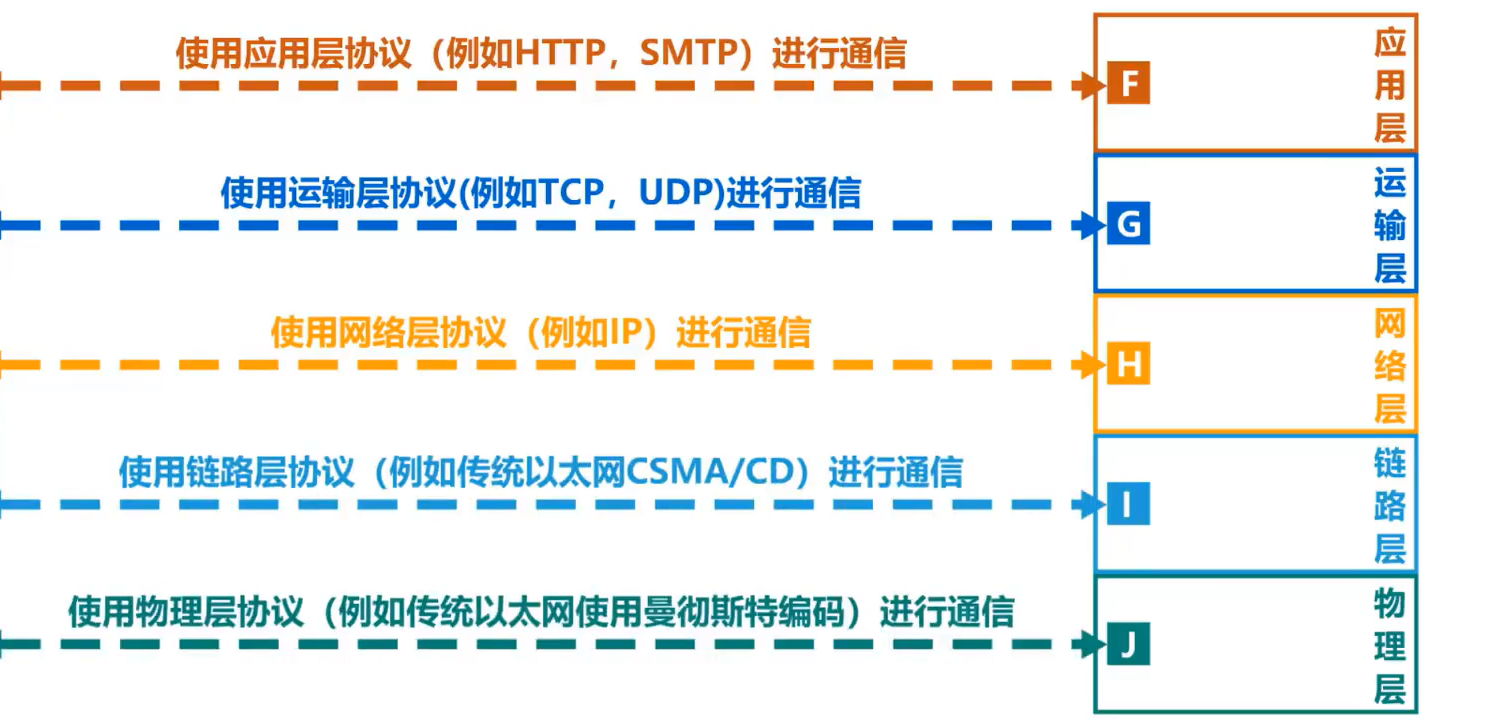 使用应用层协议（例如HTTP，SMTP）进行通信
F
应用层
使用运输层协议(例如TCP，UDP)进行通信
G
运输层
使用网络层协议（例如IP）进行通信
H
网络层
使用链路层协议（例如传统以太网CSMA/CD）进行通信
I
链路层
使用物理层协议（例如传统以太网使用曼彻斯特编码）进行通信
J
物理层